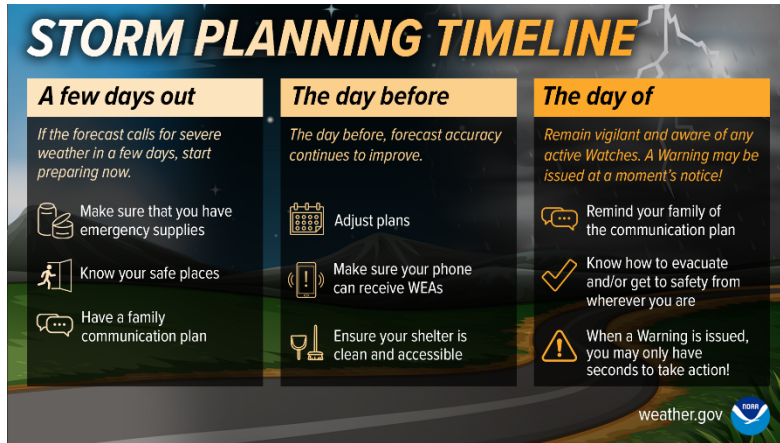 STORM PLANNING TIMELINE
A few days out
If the forecast calls for severe
weather in a few days, start
preparing now.
Make sure that you have
emergency supplies
Know your safe places
Have a family
communication plan
The day before
The day before, forecast accuracy
continues to improve.
Adjust plans
Make sure your phone
can receive WEAs
Ensure your shelter is
clean and accessible
The day of
Remain vigilant and aware of any
active Watches. A Warning may be
issued at a moment's notice!
Remind your family of
the communication plan
Know how to evacuate
and/or get to safety from
wherever you are
When a Warning is issued,
you may only have
seconds to take action!
weather.gov
NOAA